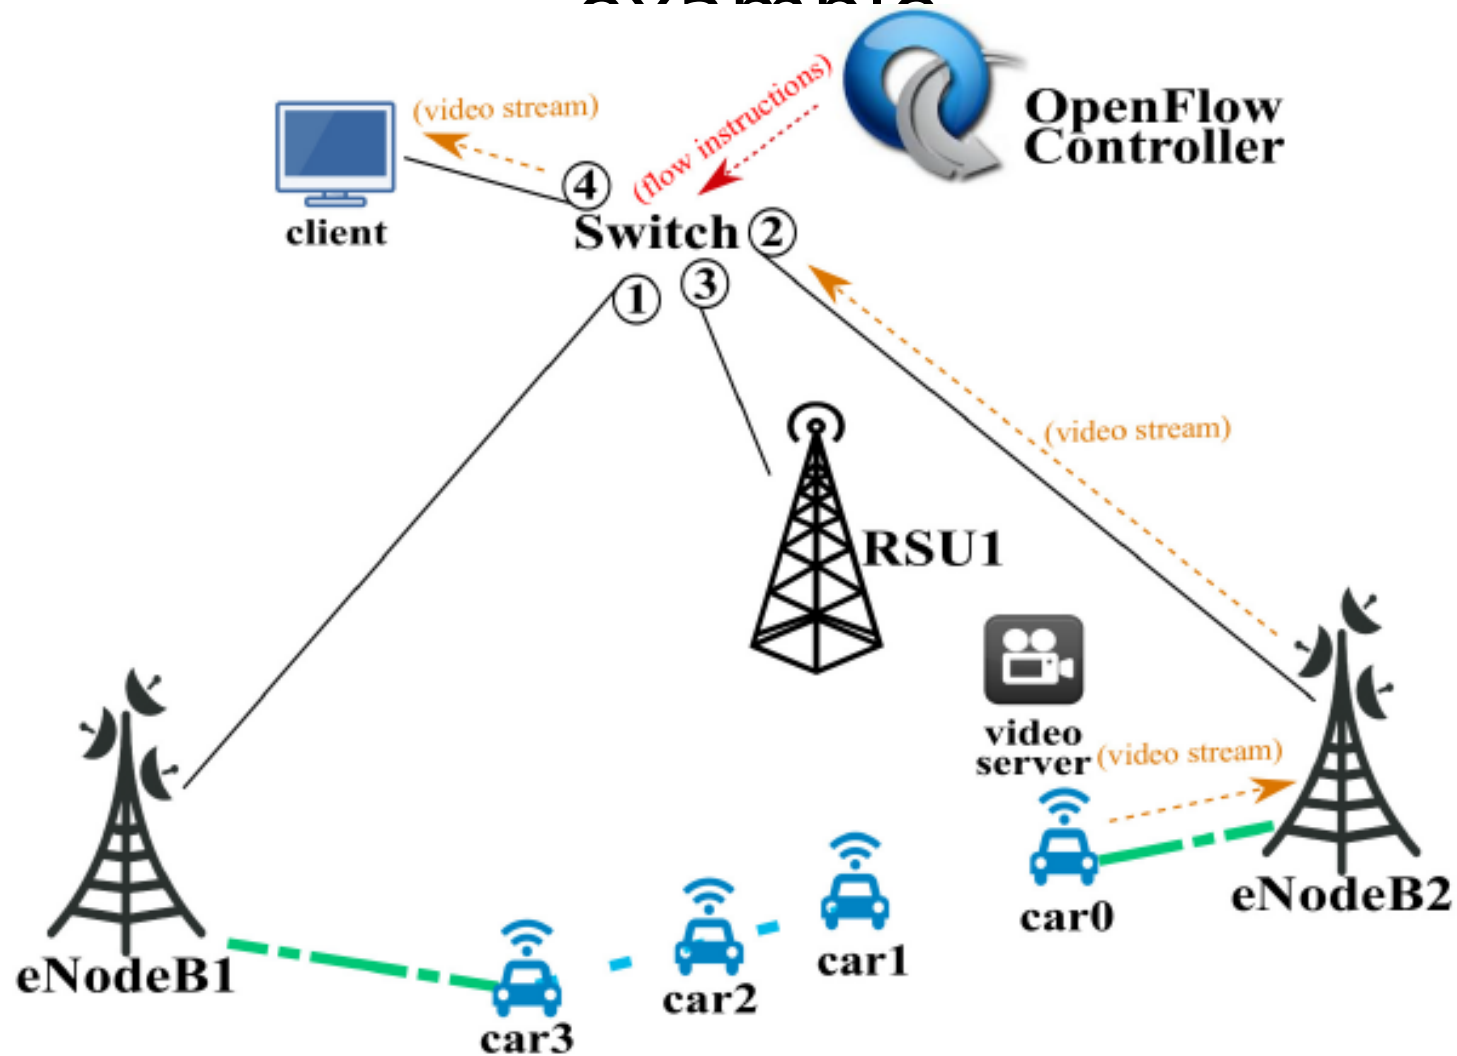 example
(video stream)
(flow instructions)
OpenFlow
Controller
client
4
Switch
2
1
3
(video stream)
RSU1
video
server
(video stream)
eNodeB1
eNodeB2
car0
car1
car2
car3